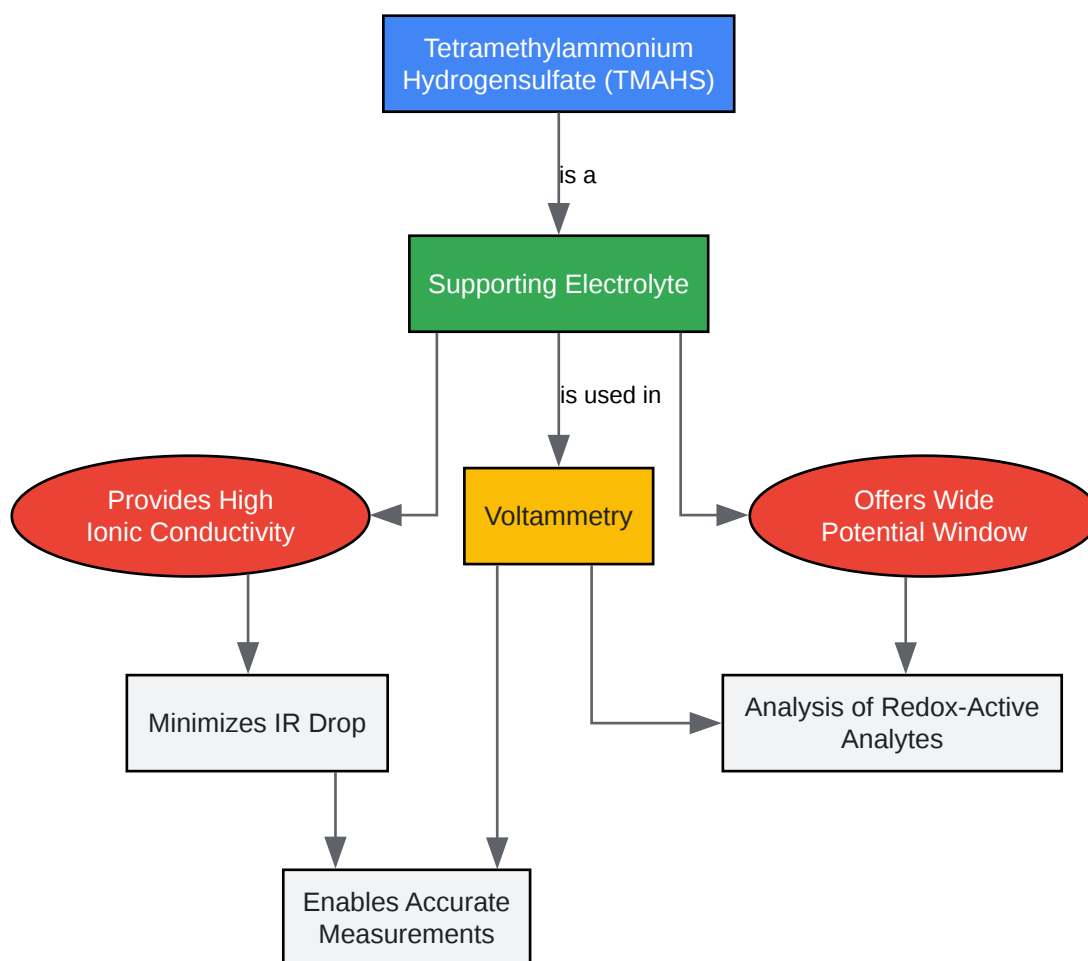 Tetramethylammonium
Hydrogensulfate (TMAHS)
is a
Supporting Electrolyte
is used in
Provides High
Ionic Conductivity
Voltammetry
Offers Wide
Potential Window
Minimizes IR Drop
Analysis of Redox-Active
Analytes
Enables Accurate
Measurements